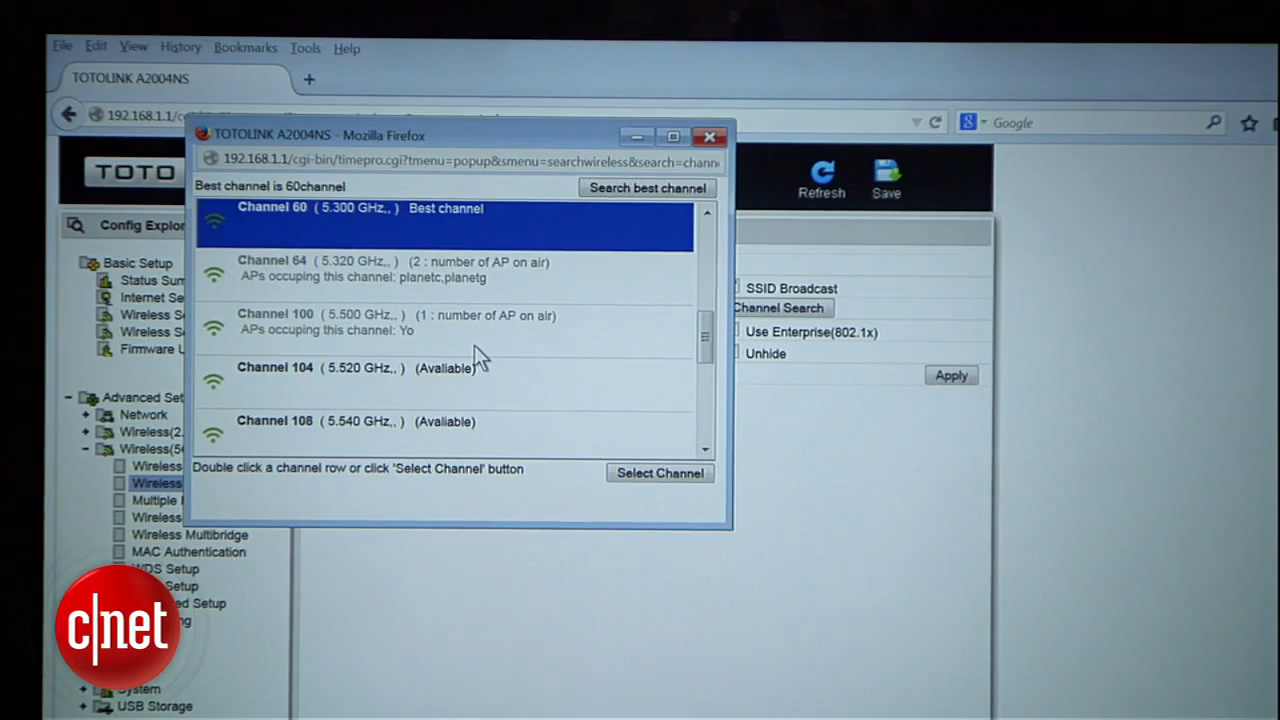 File Edit View History Bookmarks Tools Help
TOTOLINK A2004NS +
192.168.1.1/c
Google
TOTOLINK A2004NS - Mozilla Firefox
192.168.1.1/cgi-bin/timepro.cgi?tmenu=popup&smenu=searchwireless&search=chann
Best channel is 60channel
Search best channel
Channel 60 ( 5.300 GHz,, ) Best channel
Channel 64 ( 5.320 GHz,, ) (2 : number of AP on air)
APs occuping this channel: planetc,planetg
Channel 100 ( 5.500 GHz,, ) (1 : number of AP on air)
APs occuping this channel: Yo
Channel 104 ( 5.520 GHz,, ) (Avaliable)
Channel 108 ( 5.540 GHz,, ) (Avaliable)
Double click a channel row or click 'Select Channel' button
Select Channel
TOTO
Refresh
Save
Config Explor
Basic Setup
Status Sum
Internet Se
Wireless S
Wireless S
Firmware U
Advanced Set
Network
Wireless(2.
Wireless(5
Wireless
Wireless
Multiple
Wireless
Wireless Multibridge
MAC Authentication
WDS Setup
Setup
ed Setup
ng
System
USB Storage
SSID Broadcast
Channel Search
Use Enterprise(802.1x)
Unhide
Apply
c|net